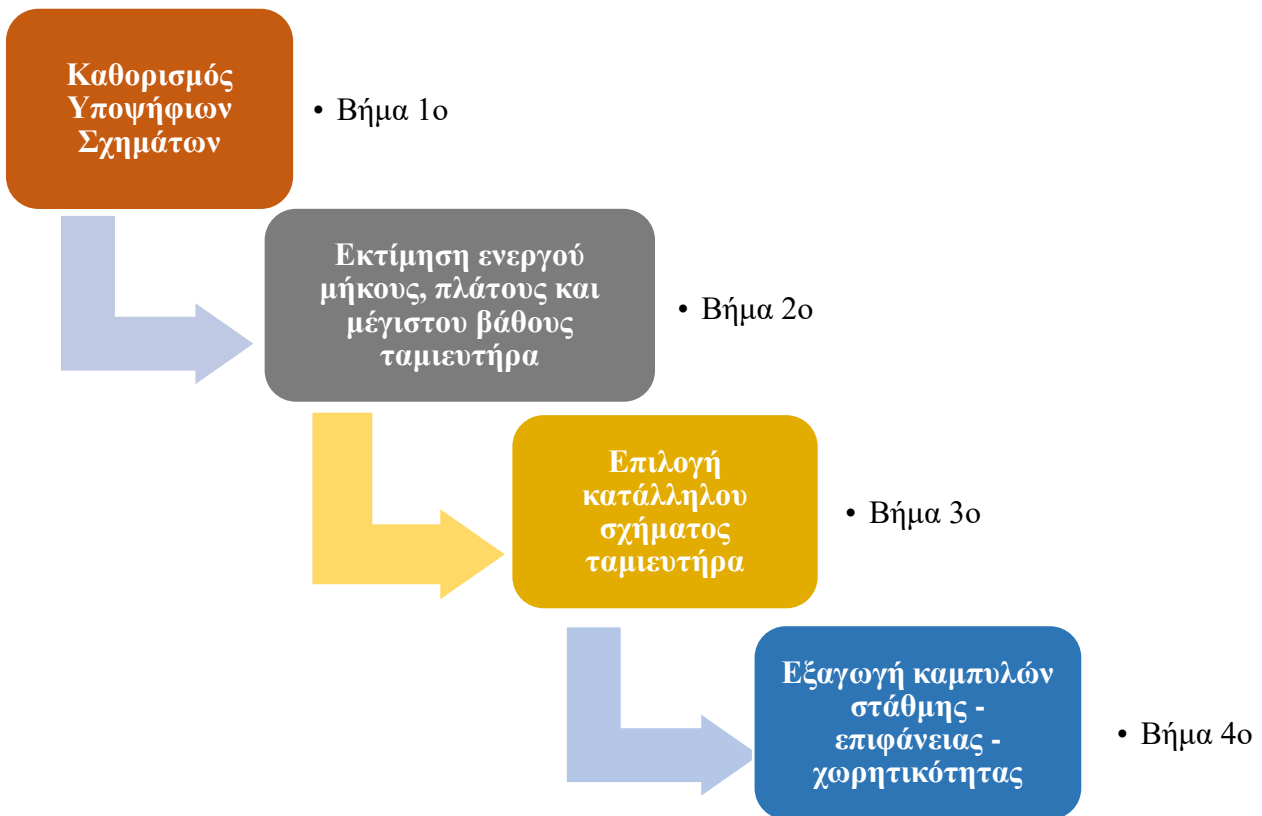 Καθορισμός
Υποψήφιων
Σχημάτων
• Βήμα 1ο
Εκτίμηση ενεργού
μήκους, πλάτους και
μέγιστου βάθους
ταμιευτήρα
• Βήμα 2ο
Επιλογή
κατάλληλου
σχήματος
ταμιευτήρα
• Βήμα 3ο
Εξαγωγή καμπυλών
στάθμης -
επιφάνειας -
χωρητικότητας
• Βήμα 4ο